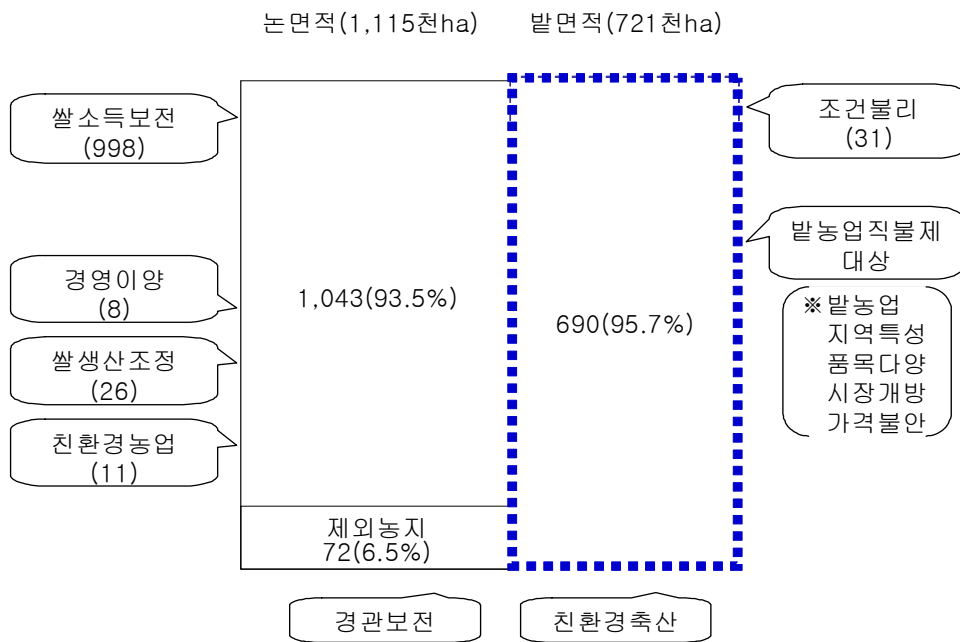 논면적(1,115천ha)
밭면적(721천ha)
쌀소득보전
(998)
경영이양
(8)
쌀생산조정
(26)
친환경농업
(11)
1,043(93.5%)
제외농지
72(6.5%)
690(95.7%)
조건불리
(31)
밭농업직불제
대상
※밭농업
지역특성
품목다양
시장개방
가격불안
경관보전
친환경축산